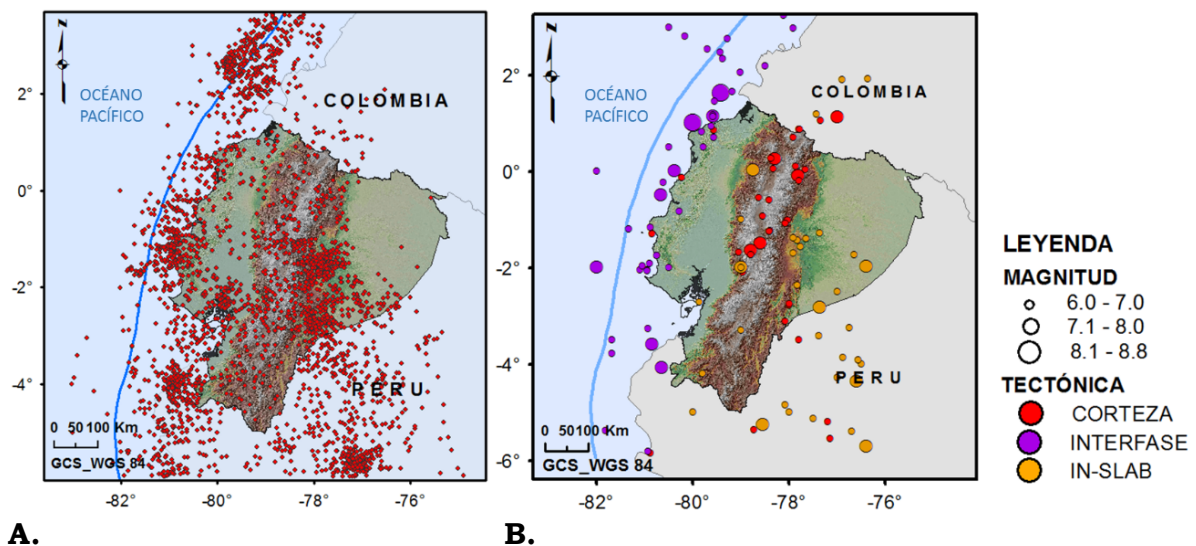 N
OCÉANO
PACÍFICO
COLOMBIA
PERU
0 50 100 Km
GCS_WGS 84
2°
0°
-2°
-4°
-82 -80 -78 -76
A.
N
OCÉANO
PACÍFICO
COLOMBIA
PERU
0 50100 Km
GCS_WGS 84
2°
0°
-2°
-4°
-6°
-82° -80° -78° -76°
B.
LEYENDA
MAGNITUD
6.0 - 7.0
7.1 - 8.0
8.1 - 8.8
TECTÓNICA
CORTEZA
INTERFASE
IN-SLAB